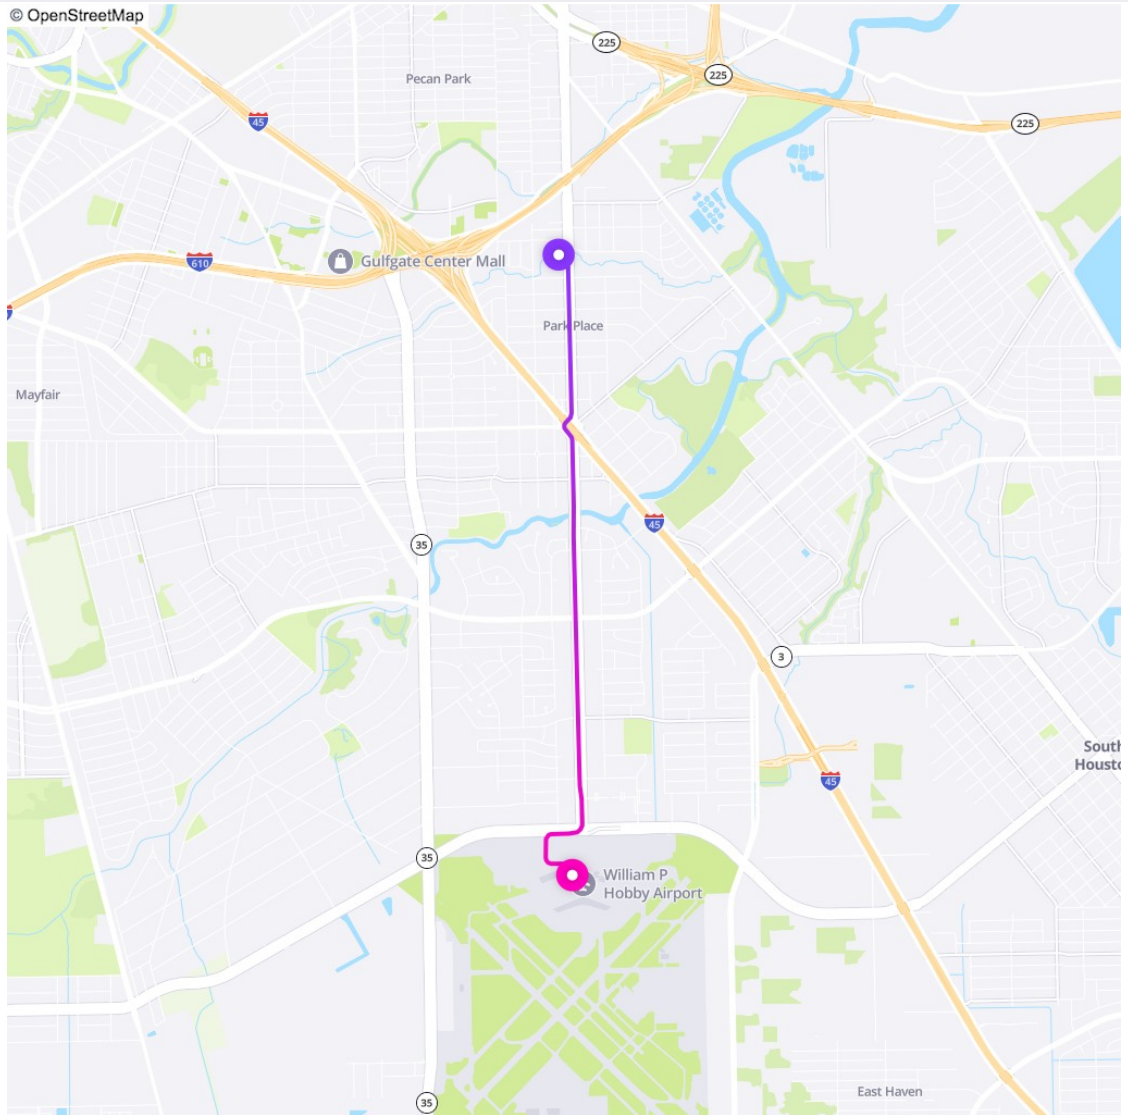 © OpenStreetMap
225
Pecan Park
225
45
225
610
Gulfgate Center Mall
Park Place
Mayfair
45
35
3
South
Housto
45
35
William P
Hobby Airport
East Haven
35